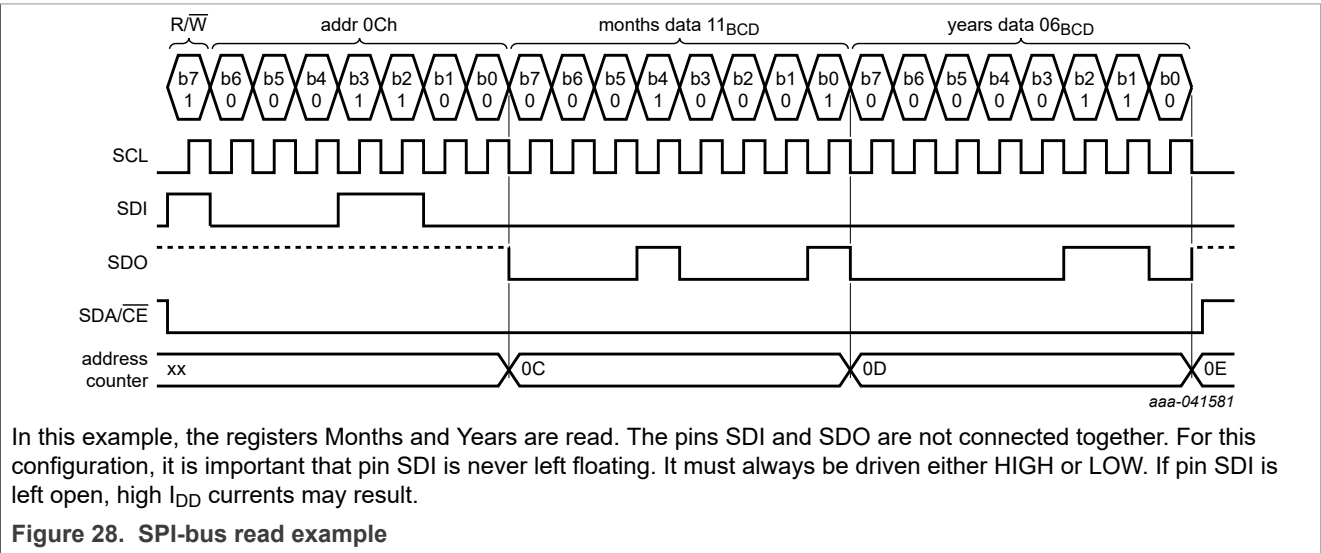 R/W addr 0Ch months data 11BCD years data 06BCD
b7 b6 b5 b4 b3 b2 b1 b0 b7 b6 b5 b4 b3 b2 b1 b0 b7 b6 b5 b4 b3 b2 b1 b0
1 0 0 0 1 1 0 0 0 0 0 1 0 0 0 1 0 0 0 0 0 1 1 0
SCL
SDI
SDO
SDA/CE
address
counter
xx 0C 0D 0E
aaa-041581
In this example, the registers Months and Years are read. The pins SDI and SDO are not connected together. For this
configuration, it is important that pin SDI is never left floating. It must always be driven either HIGH or LOW. If pin SDI is
left open, high IDD currents may result.
Figure 28. SPI-bus read example